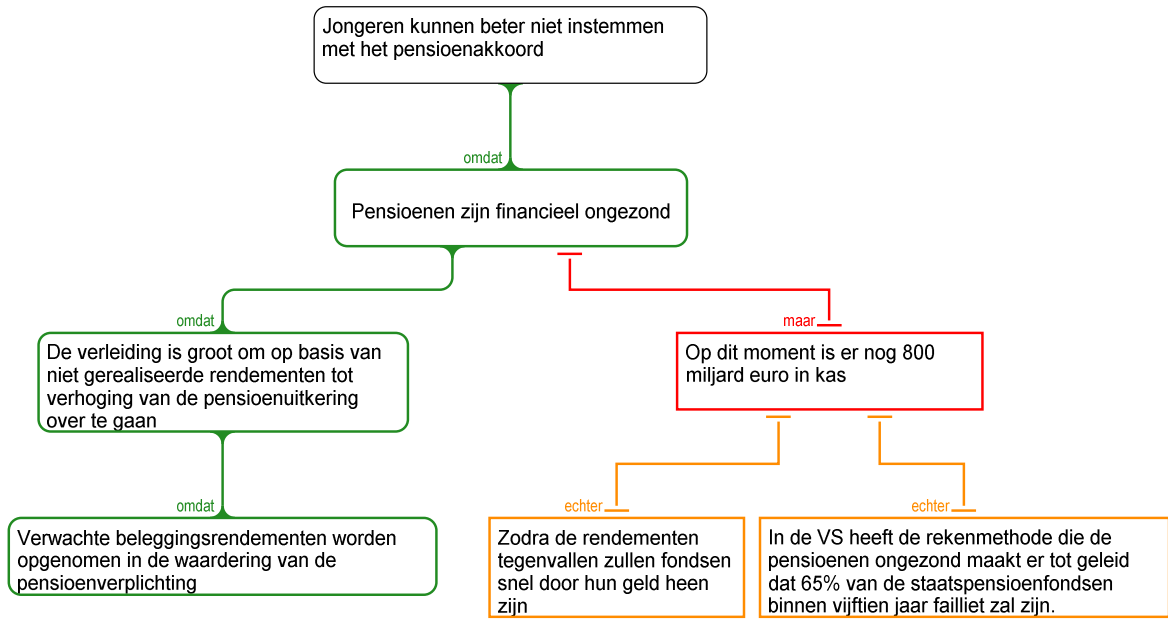 Jongeren kunnen beter niet instemmen
met het pensioenakkoord
omdat
Pensioenen zijn financieel ongezond
omdat
De verleiding is groot om op basis van
niet gerealiseerde rendementen tot
verhoging van de pensioenuitkering
over te gaan
maar
Op dit moment is er nog 800
miljard euro in kas
omdat
Verwachte beleggingsrendementen worden
opgenomen in de waardering van de
pensioenverplichting
echter
Zodra de rendementen
tegenvallen zullen fondsen
snel door hun geld heen
zijn
echter
In de VS heeft de rekenmethode die de
pensioenen ongezond maakt er tot geleid
dat 65% van de staatspensioenfondsen
binnen vijftien jaar failliet zal zijn.